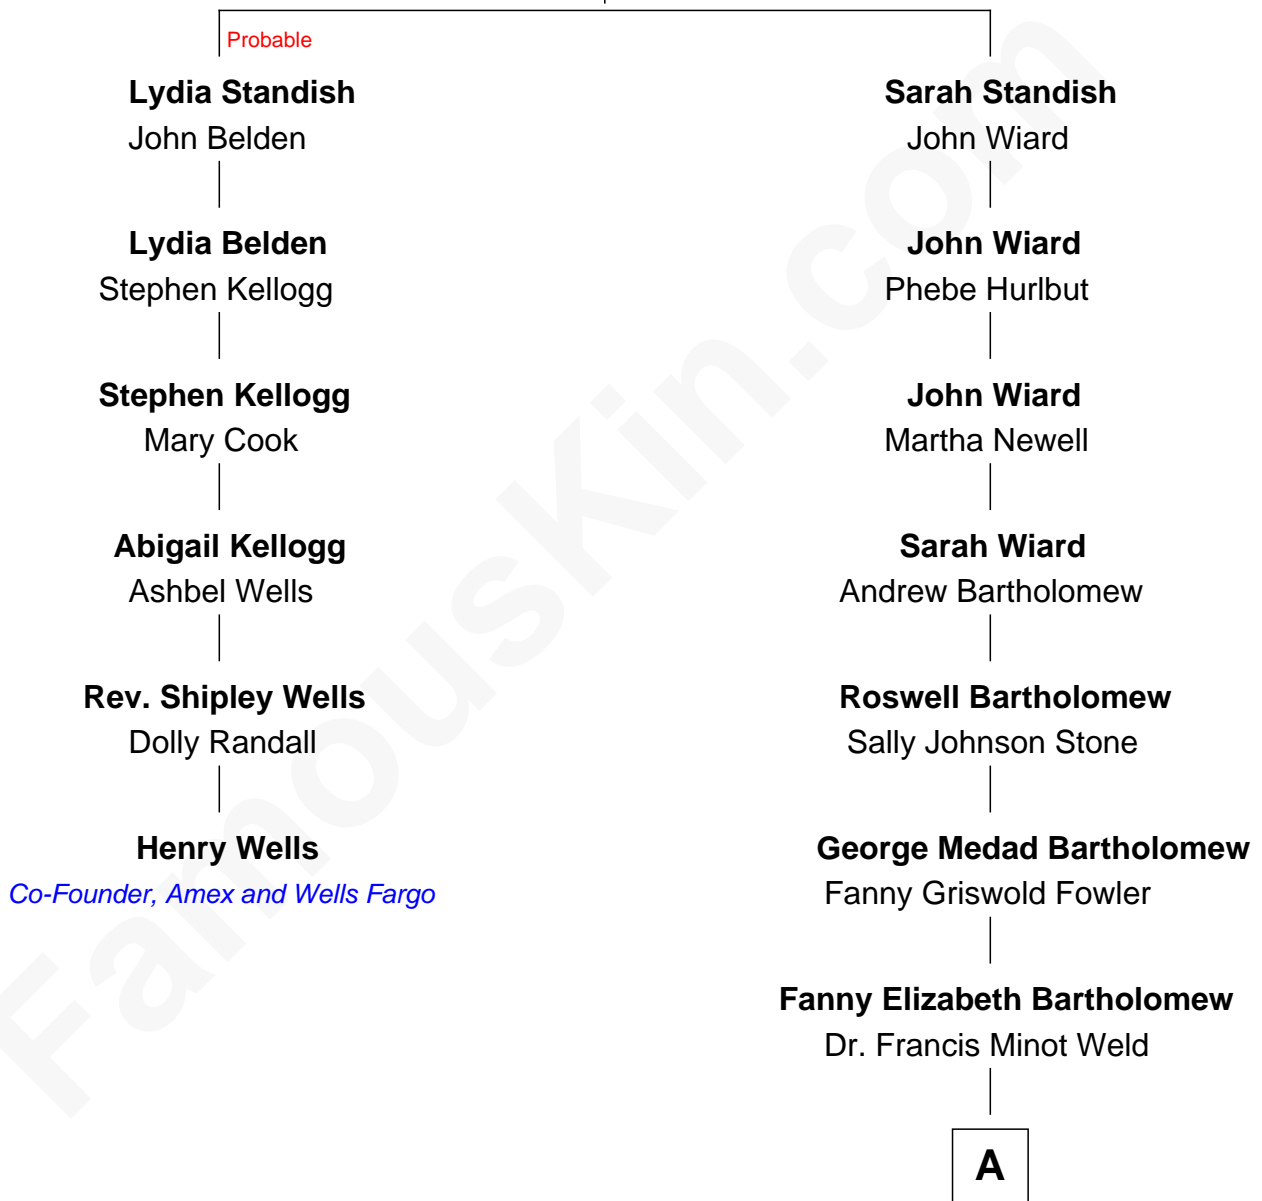 Probable
Lydia Standish
John Belden
Lydia Belden
Stephen Kellogg
Stephen Kellogg
Mary Cook
Abigail Kellogg
Ashbel Wells
Rev. Shipley Wells
Dolly Randall
Henry Wells
Co-Founder, Amex and Wells Fargo
Sarah Standish
John Wiard
John Wiard
Phebe Hurlbut
John Wiard
Martha Newell
Sarah Wiard
Andrew Bartholomew
Roswell Bartholomew
Sally Johnson Stone
George Medad Bartholomew
Fanny Griswold Fowler
Fanny Elizabeth Bartholomew
Dr. Francis Minot Weld
A
FamousKin.com